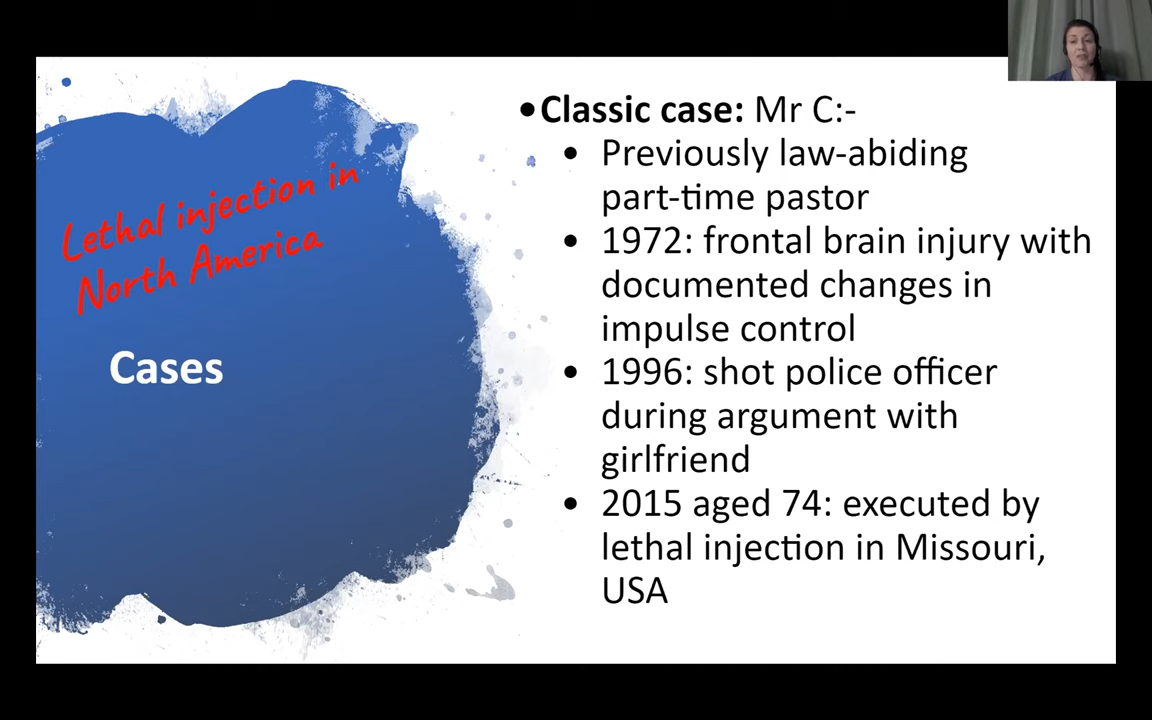 Lethal injection in
North America
Cases
•Classic case: Mr C:-
• Previously law-abiding
part-time pastor
• 1972: frontal brain injury with
documented changes in
impulse control
• 1996: shot police officer
during argument with
girlfriend
• 2015 aged 74: executed by
lethal injection in Missouri,
USA